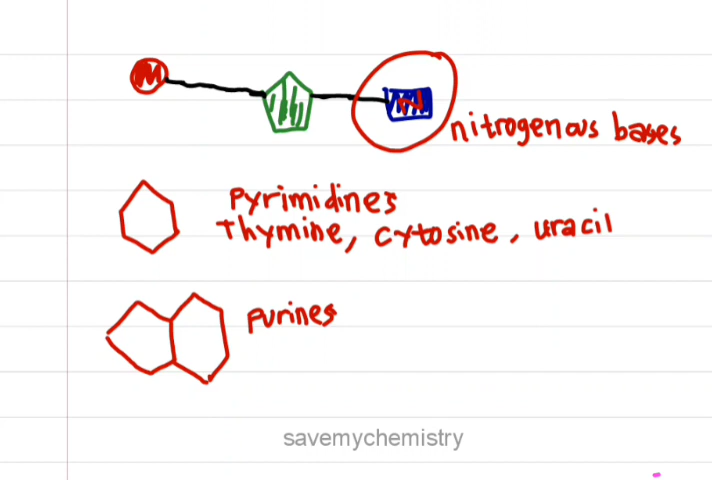 N
nitrogenous bases
Pyrimidines
Thymine, cytosine, uracil
Purines
savemychemistry